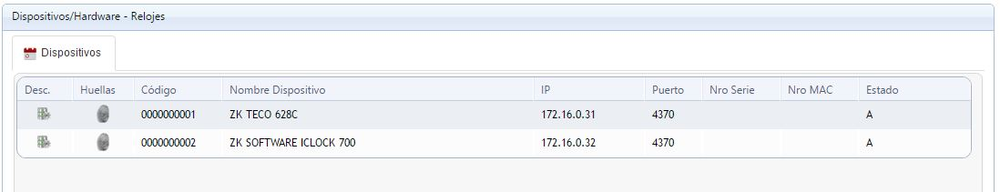 Dispositivos/Hardware - Relojes
Dispositivos
Desc. Huellas Código Nombre Dispositivo IP Puerto Nro Serie Nro MAC Estado
0000000001 ZK TECO 628C 172.16.0.31 4370 A
0000000002 ZK SOFTWARE ICLOCK 700 172.16.0.32 4370 A